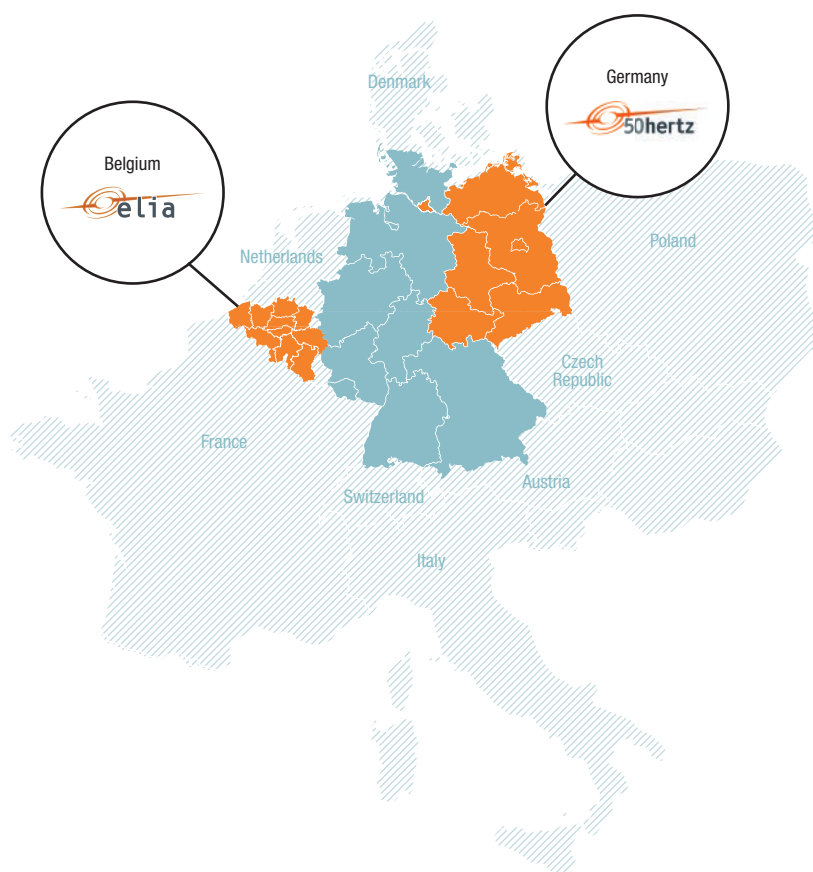 Germany
50hertz
Denmark
Belgium
elia
Netherlands
Poland
Czech
Republic
France
Switzerland
Austria
Italy